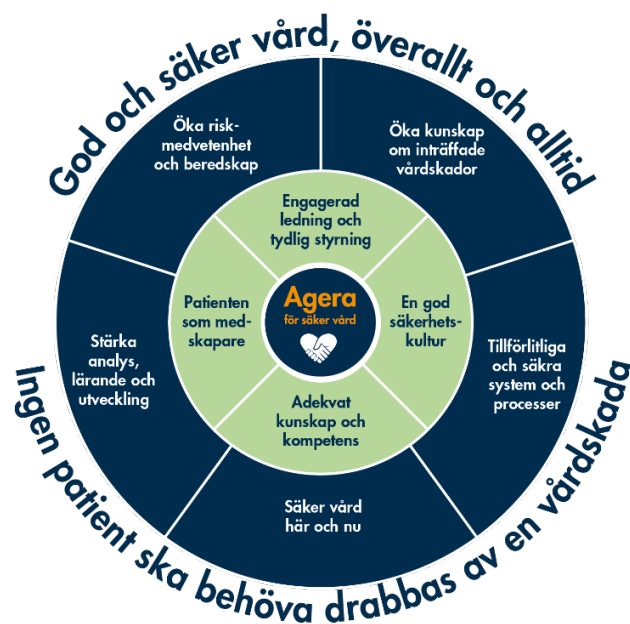 God och säker vård, överallt och alltid
Öka risk-
medvetenhet
och beredskap
Öka kunskap
om inträffade
vårdskador
Engagerad
ledning och
tydlig styrning
Patienten
som med-
skapare
Agera
för säker vård
En god
säkerhets-
kultur
Stärka
analys,
lärande och
utveckling
Tillförlitliga
och säkra
system och
processer
Adekvat
kunskap och
kompetens
Säker vård
här och nu
Ingen patient ska behöva drabbas av en vårdskada